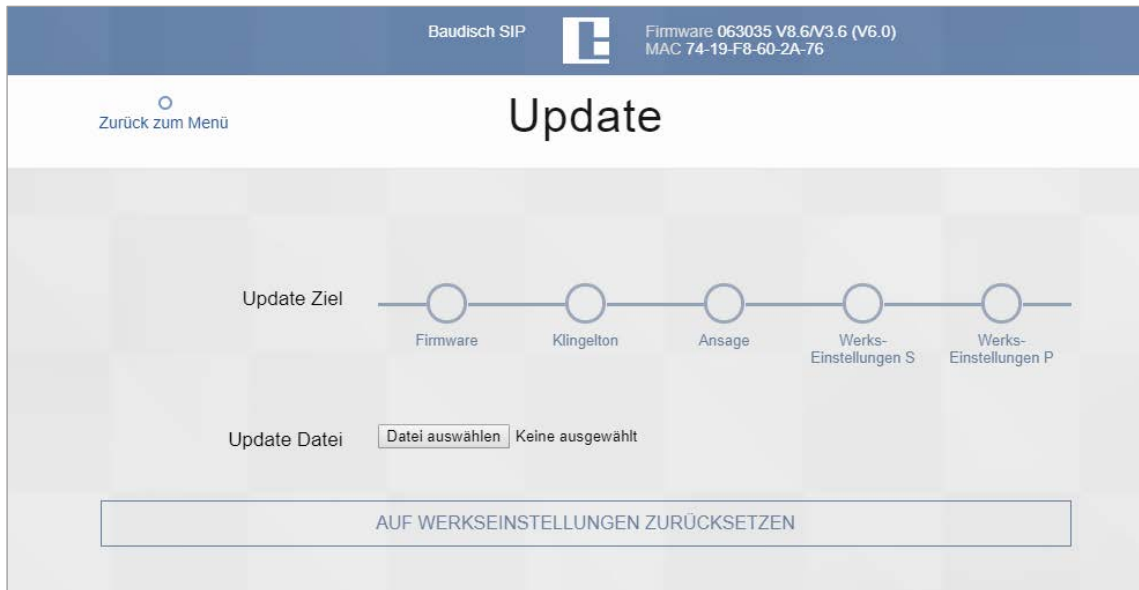 Baudisch SIP
Firmware 063035 V8.6/V3.6 (V6.0)
MAC 74-19-F8-60-2A-76
Zurück zum Menü
Update
Update Ziel
Firmware
Klingelton
Ansage
Werks-
Einstellungen S
Werks-
Einstellungen P
Update Datei
Datei auswählen Keine ausgewählt
AUF WERKSEINSTELLUNGEN ZURÜCKSETZEN